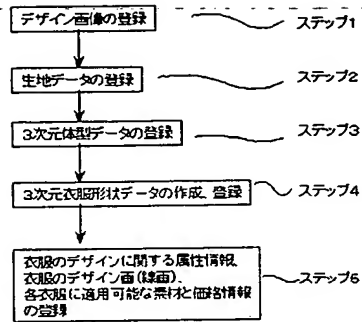 デザイン画像の登録
ステップ1
生地データの登録
ステップ2
3次元体型データの登録
ステップ3
3次元衣服形状データの作成、登録
ステップ4
衣服のデザインに関する属性情報、
衣服のデザイン画(線画)、
各衣服に適用可能な素材と価格情報
の登録
ステップ5